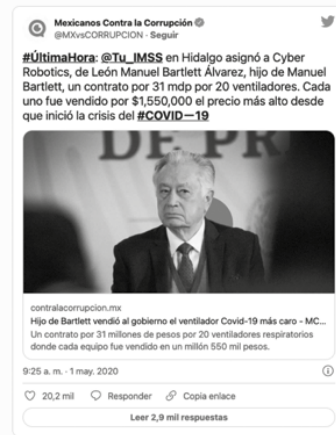 Mexicanos Contra la Corrupción
@MXvsCORRUPCION · Seguir
#ÚltimaHora: @Tu_IMSS en Hidalgo asignó a Cyber
Robotics, de León Manuel Bartlett Álvarez, hijo de Manuel
Bartlett, un contrato por 31 mdp por 20 ventiladores. Cada
uno fue vendido por $1,550,000 el precio más alto desde
que inició la crisis del #COVID—19
DE PR
contralacorrupcion.mx
Hijo de Bartlett vendió al gobierno el ventilador Covid-19 más caro - MC...
Un contrato por 31 millones de pesos por 20 ventiladores respiratorios
donde cada equipo fue vendido en un millón 550 mil pesos.
9:25 a. m. · 1 may. 2020
20,2 mil Responder Copia enlace
Leer 2,9 mil respuestas